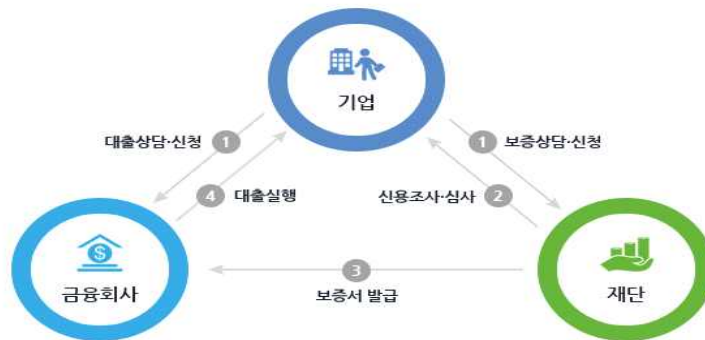 기업
대출상담·신청 1
1 보증상담·신청
4 대출실행
신용조사·심사 2
$
금융회사
3
보증서 발급
재단